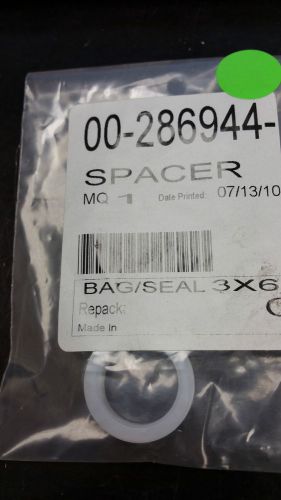 00-286944-
SPACER
MQ 1 Date Printed: 07/13/10
BAG/SEAL 3X6
Repack:
Made in